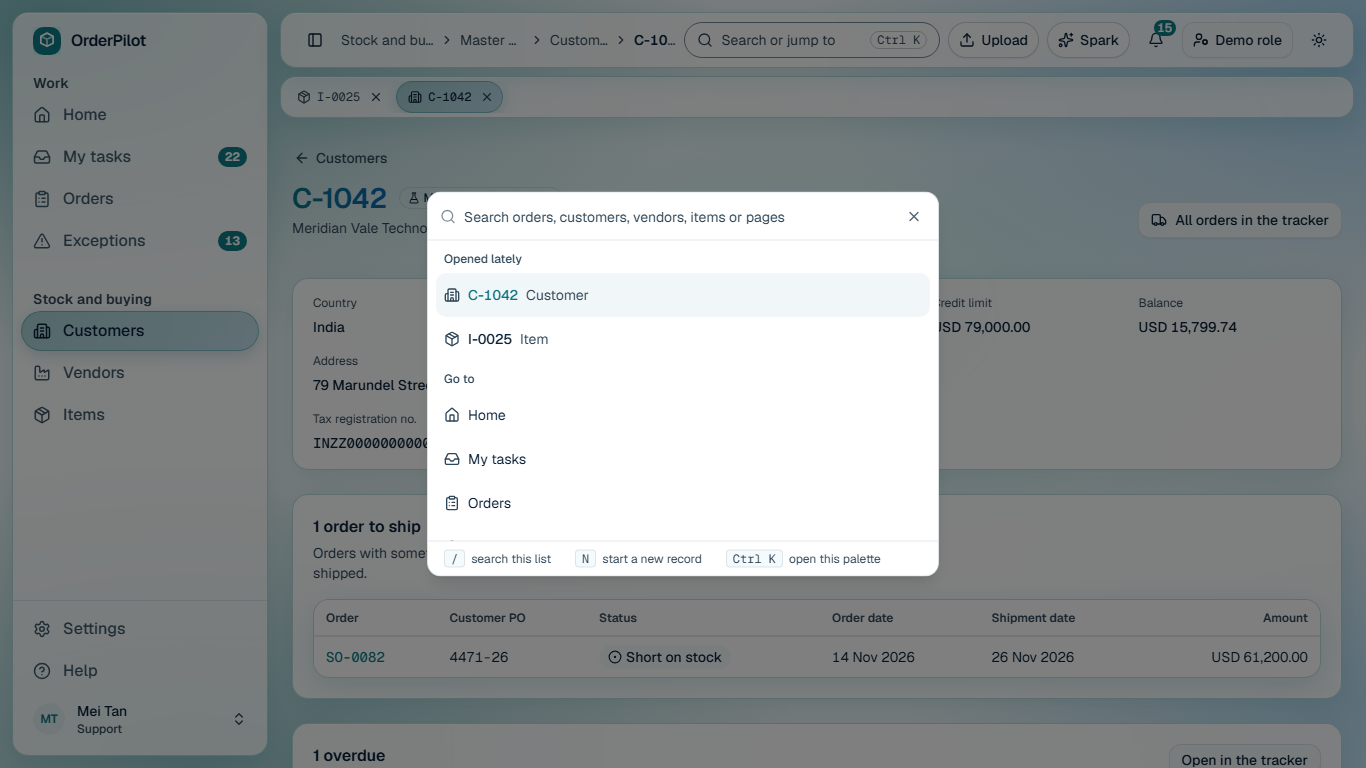 OrderPilot
Work
Home
My tasks 22
Orders
Exceptions 13
Stock and buying
Customers
Vendors
Items
Settings
Help
MT Mei Tan
Support
Stock and bu… Master … Custom… C-10… Search or jump to Ctrl K Upload Spark 15 Demo role
I-0025 C-1042
Customers
C-1042
Meridian Vale Techno
All orders in the tracker
Country
India
Address
79 Marundel Stree
Tax registration no.
INZZ0000000000
Credit limit
USD 79,000.00
Balance
USD 15,799.74
Search orders, customers, vendors, items or pages
Opened lately
C-1042 Customer
I-0025 Item
Go to
Home
My tasks
Orders
/ search this list N start a new record Ctrl K open this palette
1 order to ship
Orders with some
shipped.
Order Customer PO Status Order date Shipment date Amount
SO-0082 4471-26 Short on stock 14 Nov 2026 26 Nov 2026 USD 61,200.00
1 overdue
Open in the tracker